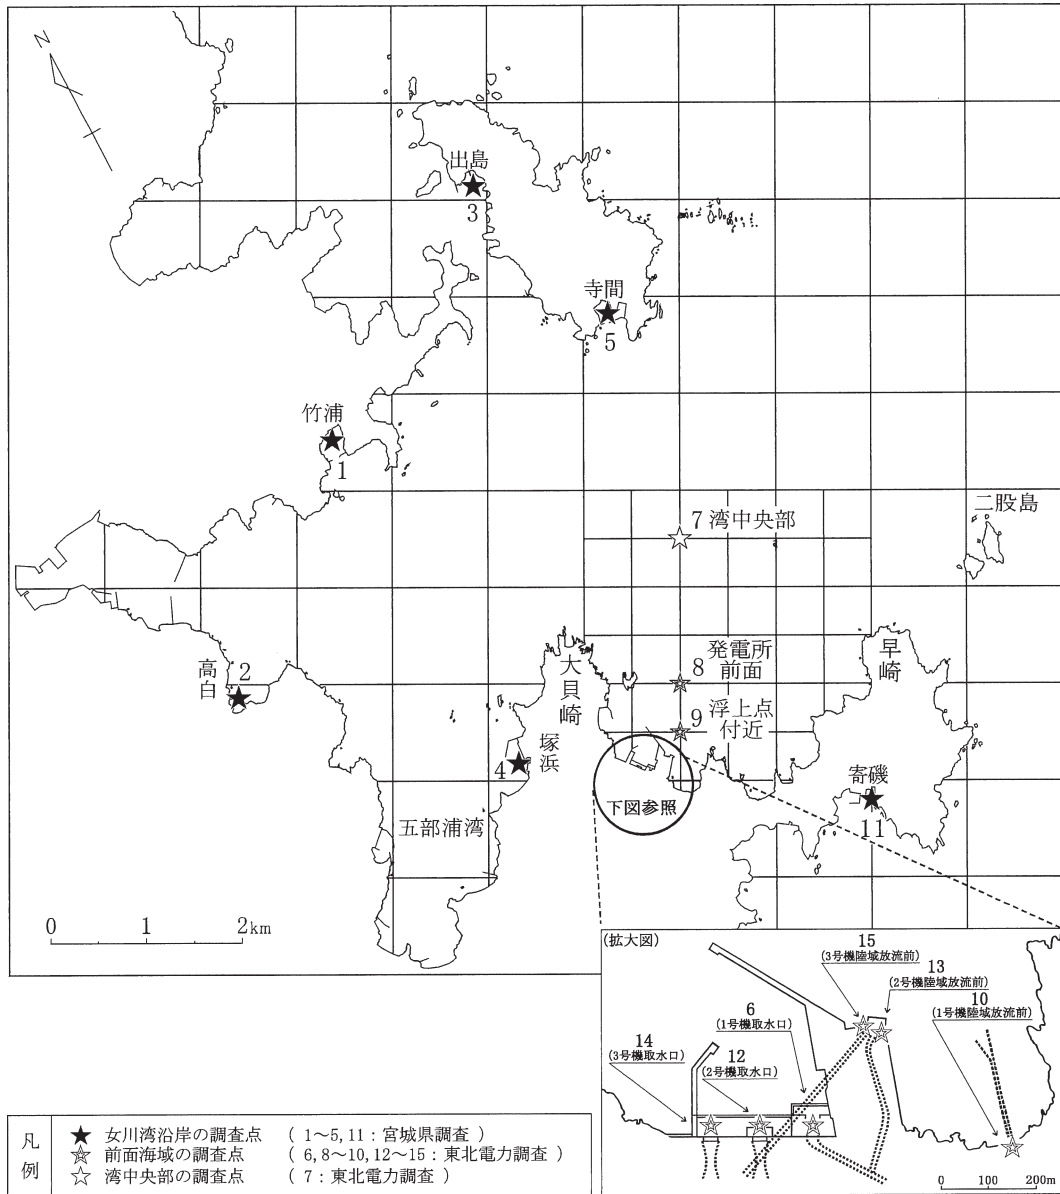 N
出島
3
寺間
5
竹浦
1
7 湾中央部
二股島
高白
2
大貝崎
8
発電所
前面
早崎
9
浮上点
付近
塚浜
4
下図参照
寄磯
11
五部浦湾
0 1 2km
(拡大図)
15
(3号機陸域放流前)
13
(2号機陸域放流前)
10
(1号機陸域放流前)
6
(1号機取水口)
14
(3号機取水口)
12
(2号機取水口)
0 100 200m
凡例
★ 女川湾沿岸の調査点 ( 1~5,11 : 宮城県調査 )
前面海域の調査点 ( 6,8~10,12~15 : 東北電力調査 )
☆ 湾中央部の調査点 ( 7 : 東北電力調査 )